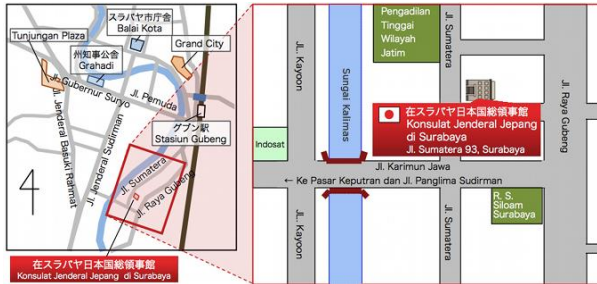 スラバヤ市庁舎
Balai Kota
Tunjungan Plaza
州知事公舎
Grahadi
Grand City
Jl. Gubernur Suryo
Jl. Pemuda
グブン駅
Stasiun Gubeng
Jl. Jenderal Basuki Rahmat
Jl. Jenderal Sudirman
Jl. Sumatera
Jl. Raya Gubeng
4
在スラバヤ日本国総領事館
Konsulat Jenderal Jepang di Surabaya
JL. Kayoon
Sungai Kalimas
Pengadilan
Tinggi
Wilayah
Jatim
Jl. Sumatera
Jl. Raya Gubeng
在スラバヤ日本国総領事館
Konsulat Jenderal Jepang
di Surabaya
Jl. Sumatera 93, Surabaya
Indosat
Jl. Karimun Jawa
← Ke Pasar Keputran dan Jl. Panglima Sudirman
JL. Kayoon
Jl. Sumatera
R. S.
Siloam
Surabaya